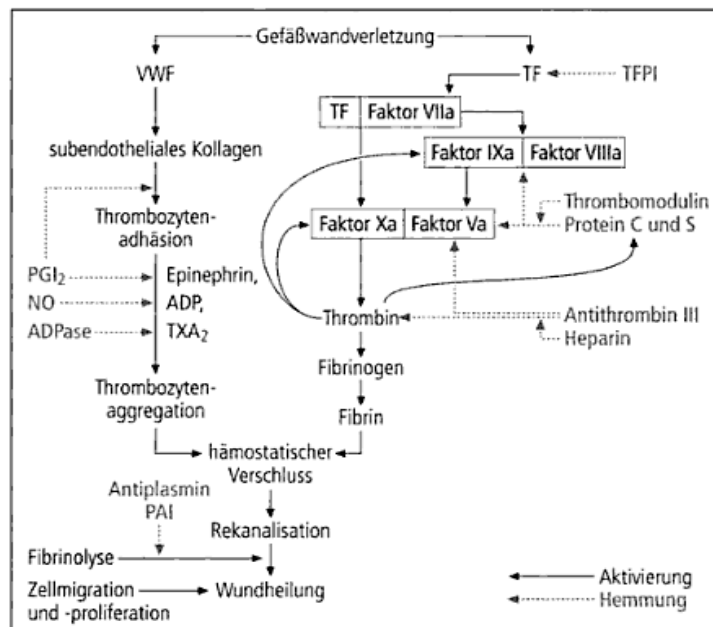 Gefäßwandverletzung
VWF
TF
TFPI
TF Faktor VIIa
subendotheliales Kollagen
Faktor IXa Faktor VIIIa
Thrombozyten-
adhäsion
Thrombomodulin
Faktor Xa Faktor Va
Protein C und S
PGI₂
Epinephrin,
NO
ADP,
ADPase
TXA₂
Thrombin
Antithrombin III
Heparin
Fibrinogen
Thrombozyten-
aggregation
Fibrin
hämostatischer
Verschluss
Antiplasmin
PAI
Rekanalisation
Fibrinolyse
Zellmigration
und -proliferation
Wundheilung
Aktivierung
Hemmung